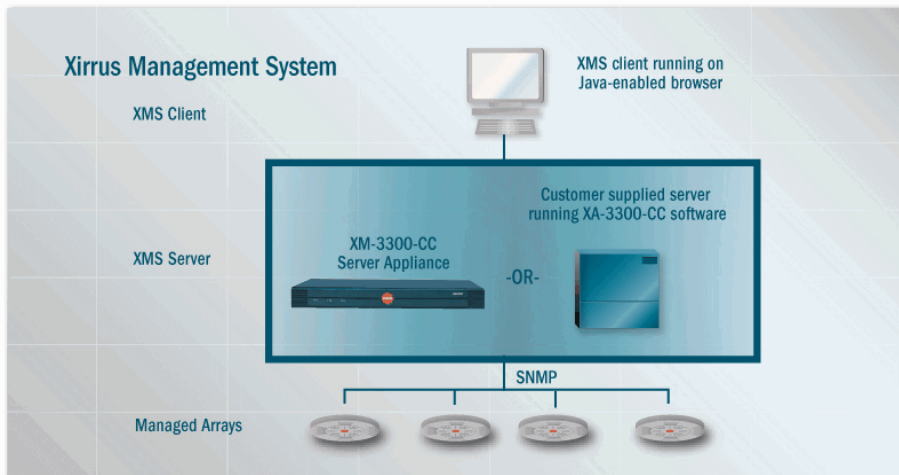 Xirrus Management System
XMS client running on
Java-enabled browser
XMS Client
Customer supplied server
running XA-3300-CC software
XM-3300-CC
Server Appliance
XMS Server
-OR-
SNMP
Managed Arrays